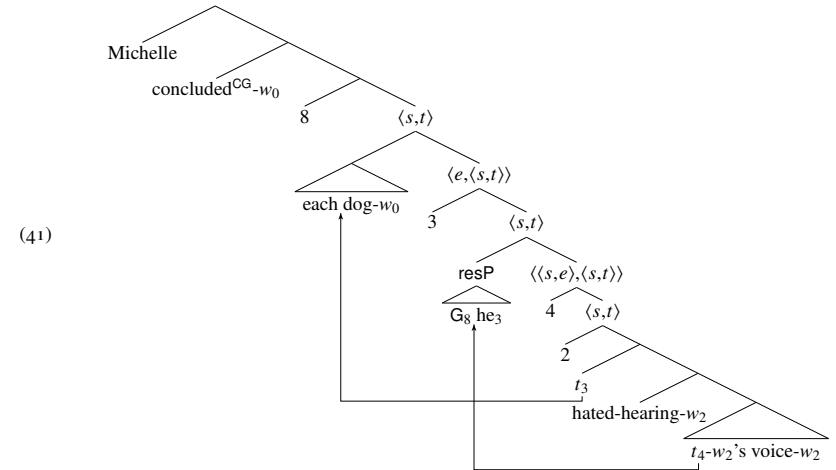 Michelle
concluded^CG-w₀
8
⟨s,t⟩
each dog-w₀
⟨e,⟨s,t⟩⟩
3
⟨s,t⟩
(41)
resP
⟨⟨s,e⟩,⟨s,t⟩⟩
G₈ he₃
4
⟨s,t⟩
2
t₃
hated-hearing-w₂
t₄-w₂'s voice-w₂